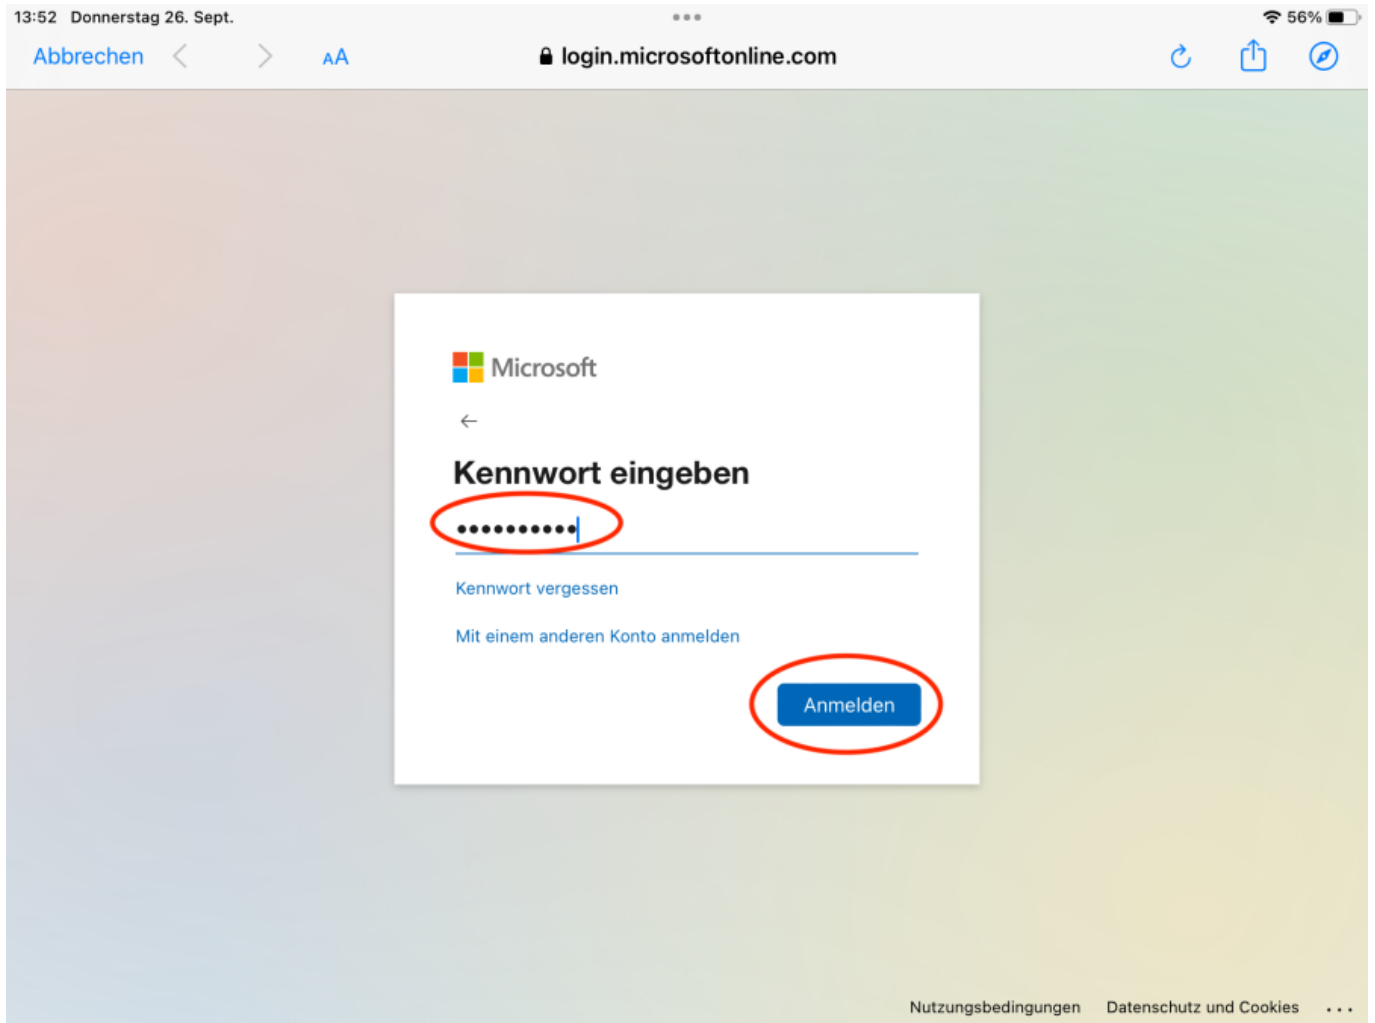 13:52 Donnerstag 26. Sept.
56%
Abbrechen
AA
login.microsoftonline.com
Microsoft
Kennwort eingeben
••••••••••
Kennwort vergessen
Mit einem anderen Konto anmelden
Anmelden
Nutzungsbedingungen Datenschutz und Cookies ...